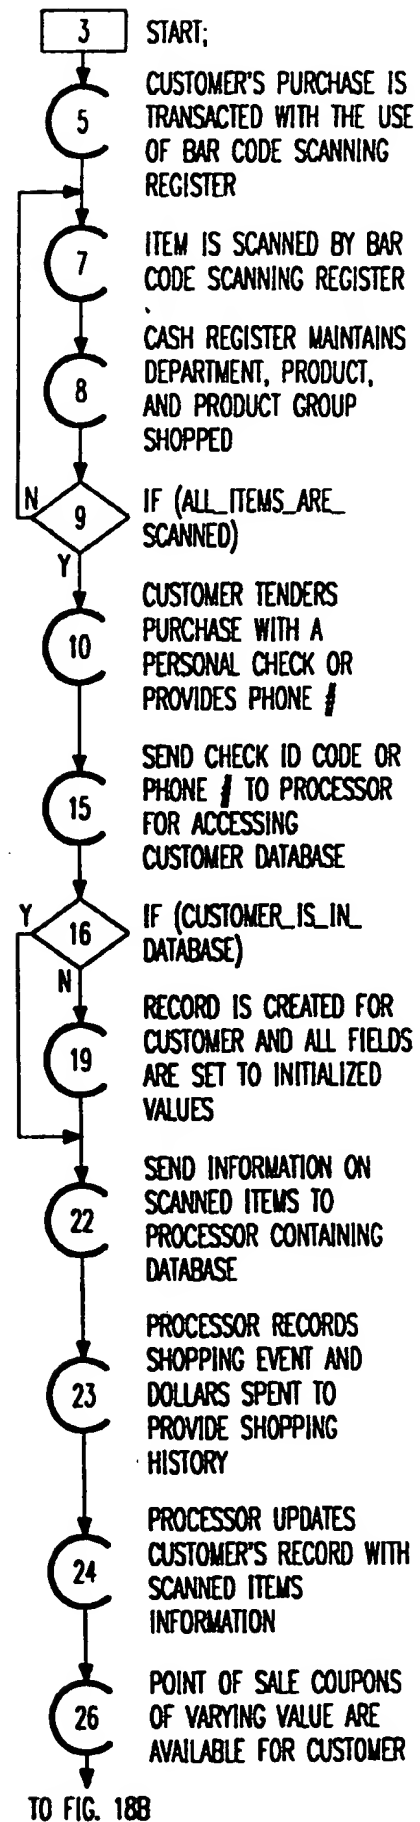 3 START;
CUSTOMER'S PURCHASE IS
TRANSACTED WITH THE USE
5
OF BAR CODE SCANNING
REGISTER
ITEM IS SCANNED BY BAR
7
CODE SCANNING REGISTER
CASH REGISTER MAINTAINS
DEPARTMENT, PRODUCT,
8
AND PRODUCT GROUP
SHOPPED
N
9
IF (ALL_ITEMS_ARE_
SCANNED)
Y
CUSTOMER TENDERS
PURCHASE WITH A
10
PERSONAL CHECK OR
PROVIDES PHONE #
SEND CHECK ID CODE OR
15
PHONE # TO PROCESSOR
FOR ACCESSING
CUSTOMER DATABASE
Y
16
IF (CUSTOMER_IS_IN_
DATABASE)
N
RECORD IS CREATED FOR
19
CUSTOMER AND ALL FIELDS
ARE SET TO INITIALIZED
VALUES
SEND INFORMATION ON
SCANNED ITEMS TO
22
PROCESSOR CONTAINING
DATABASE
PROCESSOR RECORDS
SHOPPING EVENT AND
23
DOLLARS SPENT TO
PROVIDE SHOPPING
HISTORY
PROCESSOR UPDATES
CUSTOMER'S RECORD WITH
24
SCANNED ITEMS
INFORMATION
POINT OF SALE COUPONS
26
OF VARYING VALUE ARE
AVAILABLE FOR CUSTOMER
TO FIG. 18B